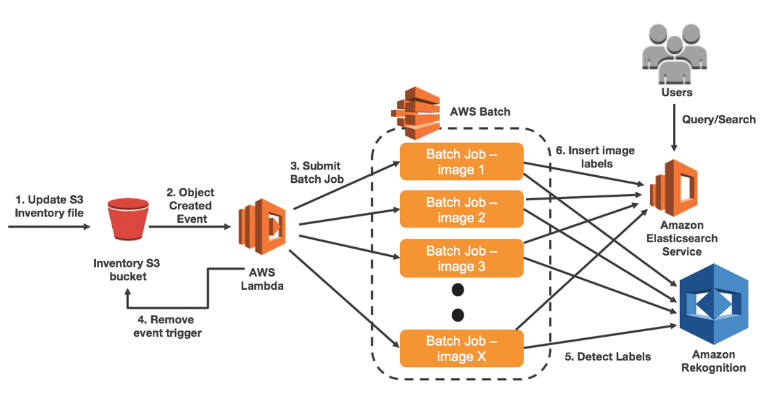 Users
Query/Search
AWS Batch
1. Update S3
Inventory file
2. Object
Created
Event
3. Submit
Batch Job
Batch Job –
image 1
Batch Job –
image 2
Batch Job –
image 3
Batch Job –
image X
6. Insert image
labels
Amazon
Elasticsearch
Service
Inventory S3
bucket
AWS
Lambda
4. Remove
event trigger
5. Detect Labels
Amazon
Rekognition